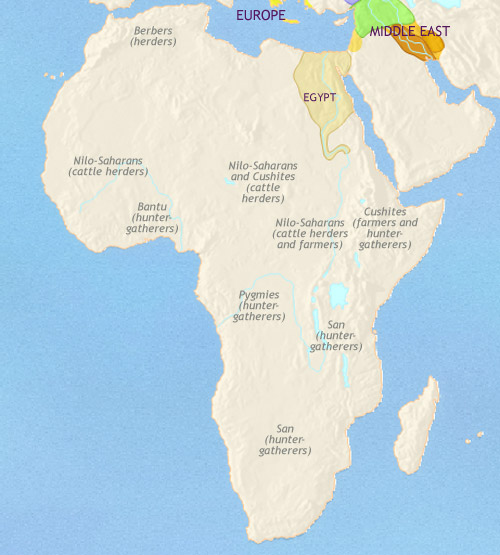 EUROPE
MIDDLE EAST
Berbers
(herders)
EGYPT
Nilo-Saharans
(cattle herders)
Nilo-Saharans
and Cushites
(cattle
herders)
Bantu
(hunter-
gatherers)
Nilo-Saharans
(cattle herders
and farmers)
Cushites
(farmers and
hunter-
gatherers)
Pygmies
(hunter-
gatherers)
San
(hunter-
gatherers)
San
(hunter-
gatherers)